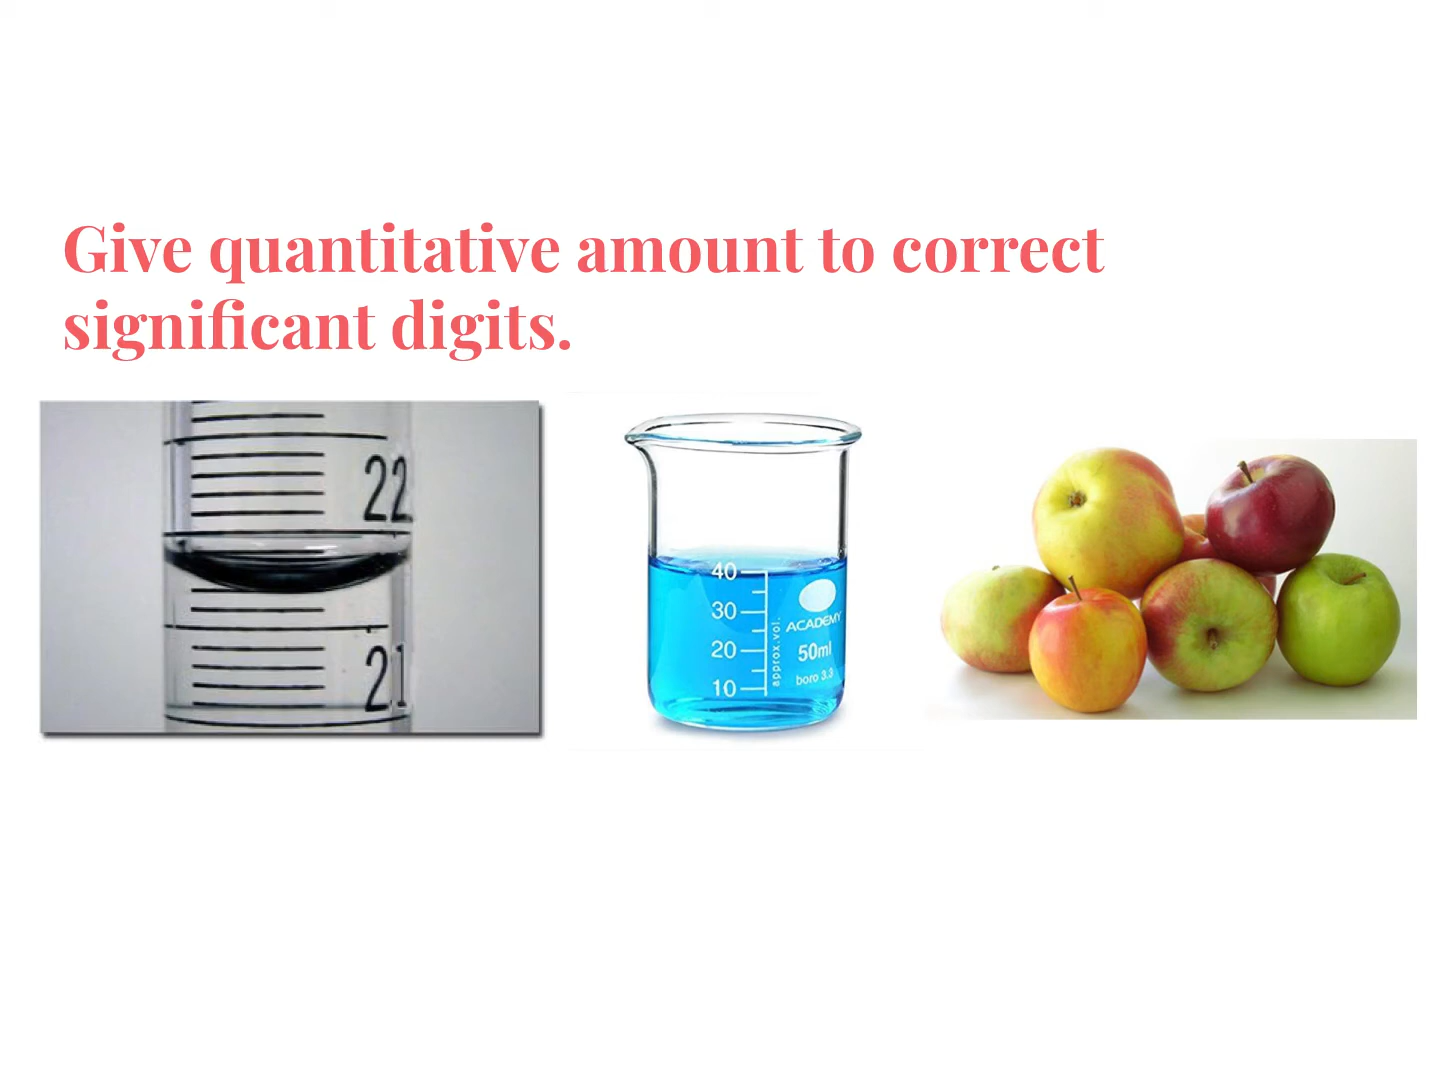 Give quantitative amount to correct
significant digits.
22
21
40
30
20
10
approx.vol.
ACADEMY
50ml
boro 3.3